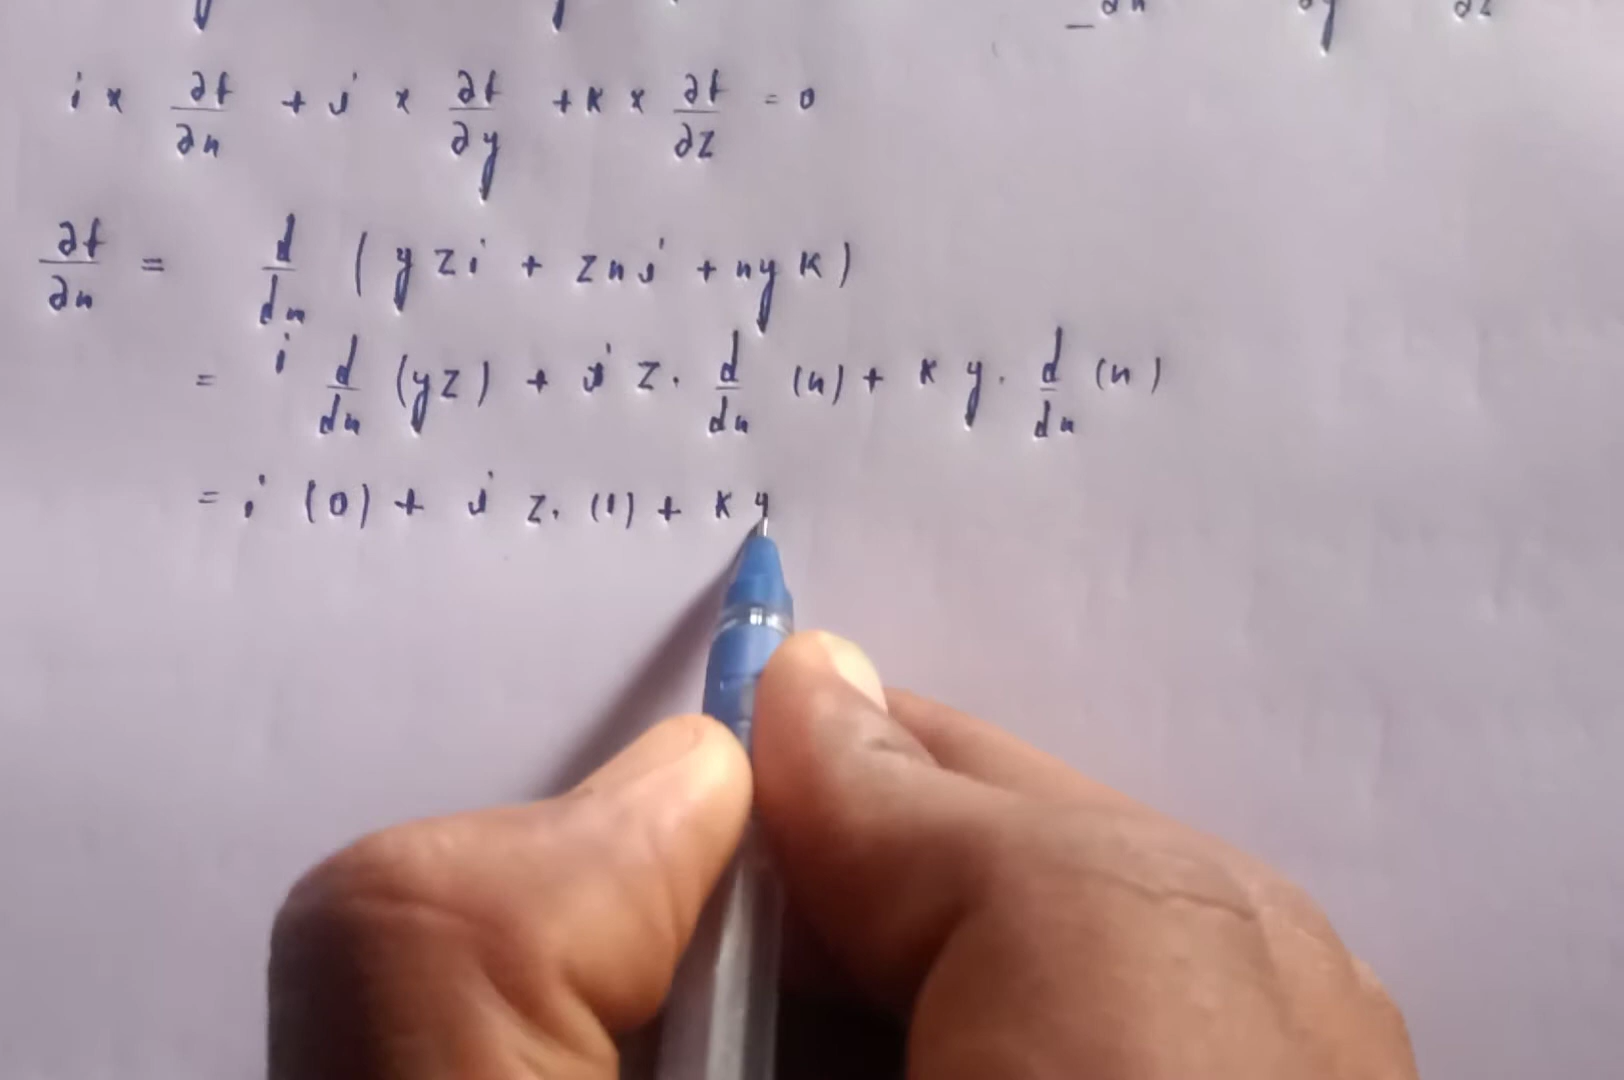 i × ∂f/∂x + j × ∂f/∂y + k × ∂f/∂z = 0
∂f/∂x = d/dx (yzi + zxj + xyk)
= i d/dx (yz) + j z. d/dx (x) + k y. d/dx (x)
= i (0) + j z. (1) + k y